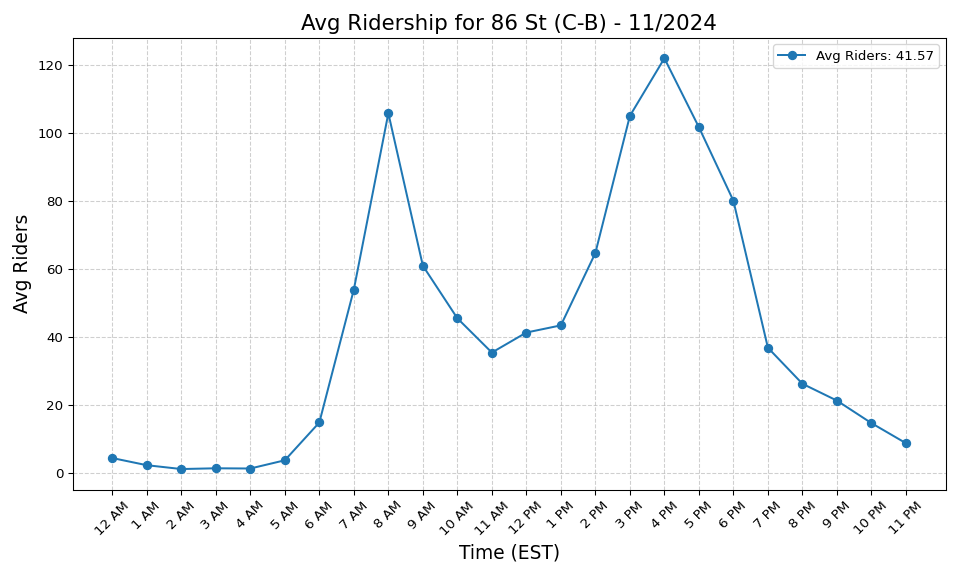 Avg Ridership for 86 St (C-B) - 11/2024
Avg Riders: 41.57
Avg Riders
120
100
80
60
40
20
0
12 AM 1 AM 2 AM 3 AM 4 AM 5 AM 6 AM 7 AM 8 AM 9 AM 10 AM 11 AM 12 PM 1 PM 2 PM 3 PM 4 PM 5 PM 6 PM 7 PM 8 PM 9 PM 10 PM 11 PM
Time (EST)